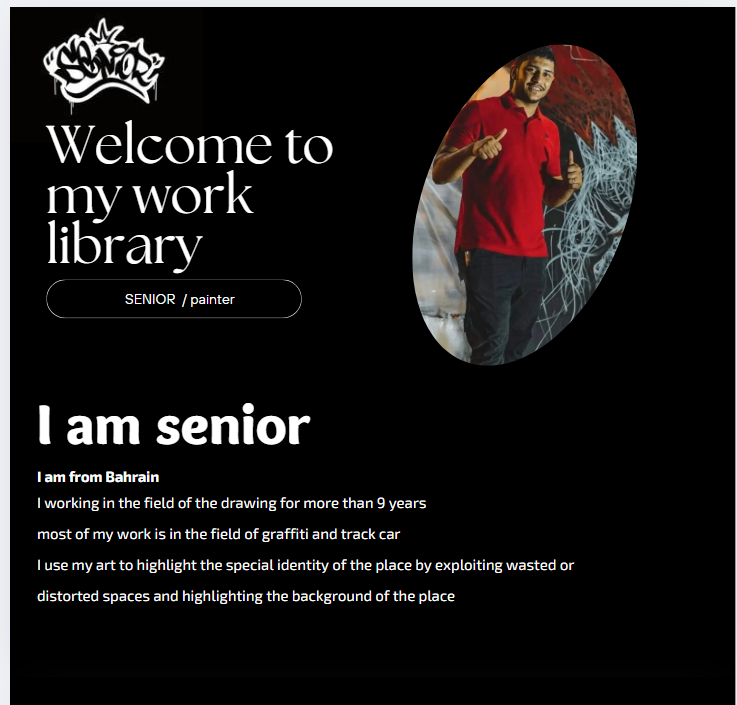 SENIOR
Welcome to
my work
library
SENIOR / painter
I am senior
I am from Bahrain
I working in the field of the drawing for more than 9 years
most of my work is in the field of graffiti and track car
I use my art to highlight the special identity of the place by exploiting wasted or
distorted spaces and highlighting the background of the place